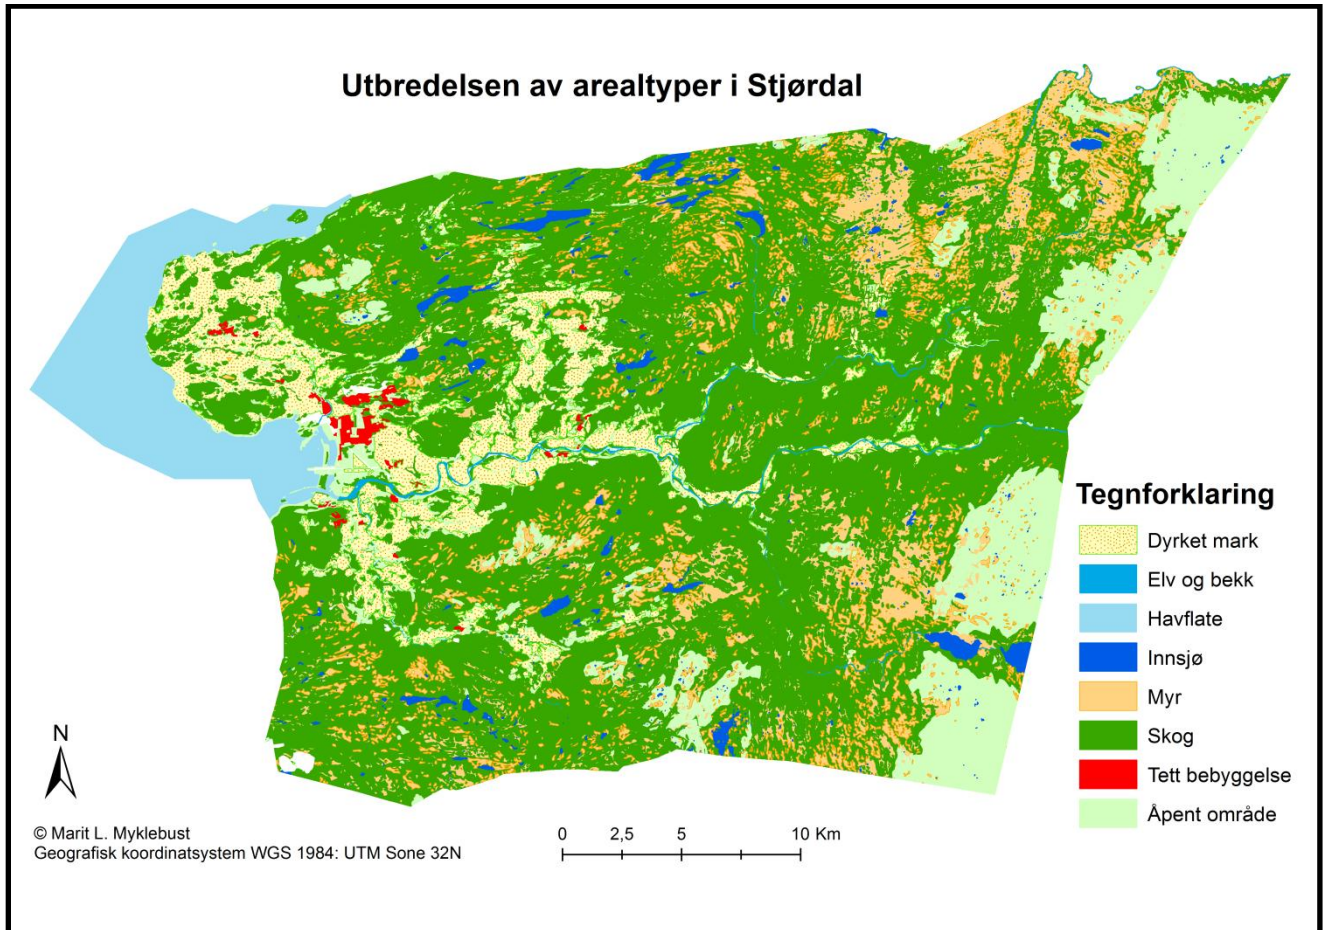 Utbredelsen av arealtyper i Stjørdal
Tegnforklaring
Dyrket mark
Elv og bekk
Havflate
Innsjø
Myr
Skog
Tett bebyggelse
Åpent område
N
© Marit L. Myklebust
Geografisk koordinatsystem WGS 1984: UTM Sone 32N
0 2,5 5 10 Km